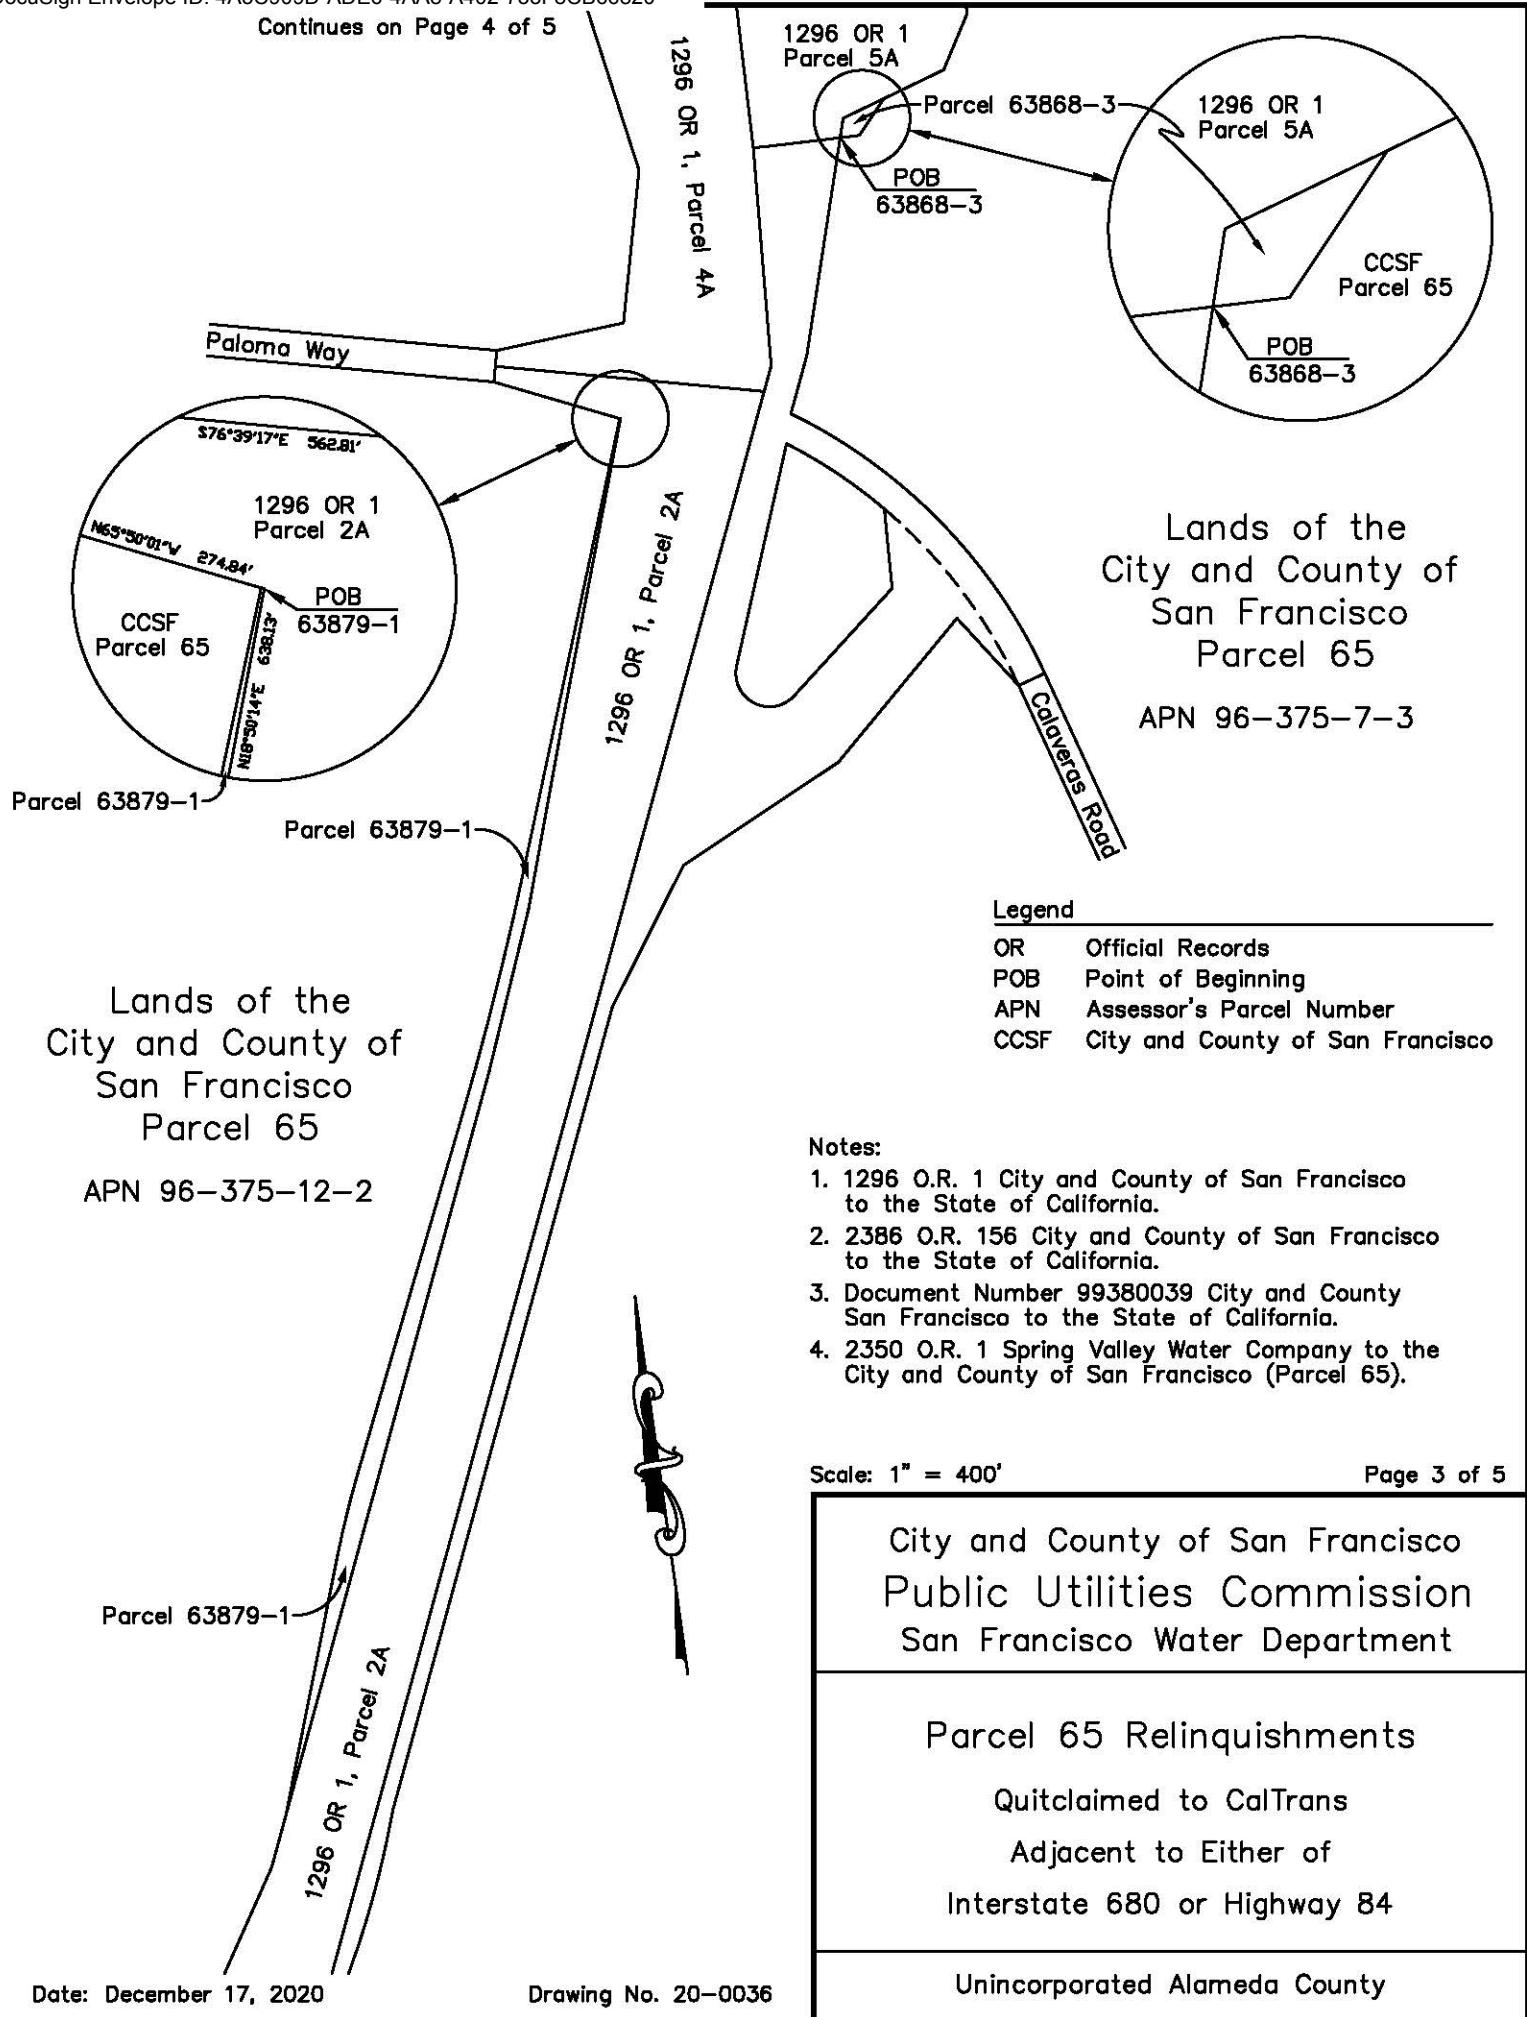 Continues on Page 4 of 5
1296 OR 1, Parcel 4A
1296 OR 1
Parcel 5A
Parcel 63868-3
POB
63868-3
1296 OR 1
Parcel 5A
CCSF
Parcel 65
POB
63868-3
Paloma Way
S76°39'17"E 562.81'
1296 OR 1
Parcel 2A
N65°50'01"W 274.84'
POB
63879-1
CCSF
Parcel 65
N18°50'14"E 638.13'
Parcel 63879-1
Parcel 63879-1
1296 OR 1, Parcel 2A
Calaveras Road
Lands of the
City and County of
San Francisco
Parcel 65
APN 96-375-7-3
Legend
OR Official Records
POB Point of Beginning
APN Assessor's Parcel Number
CCSF City and County of San Francisco
Lands of the
City and County of
San Francisco
Parcel 65
APN 96-375-12-2
Notes:
1. 1296 O.R. 1 City and County of San Francisco
to the State of California.
2. 2386 O.R. 156 City and County of San Francisco
to the State of California.
3. Document Number 99380039 City and County
San Francisco to the State of California.
4. 2350 O.R. 1 Spring Valley Water Company to the
City and County of San Francisco (Parcel 65).
Parcel 63879-1
1296 OR 1, Parcel 2A
Scale: 1" = 400'
Page 3 of 5
City and County of San Francisco
Public Utilities Commission
San Francisco Water Department
Parcel 65 Relinquishments
Quitclaimed to CalTrans
Adjacent to Either of
Interstate 680 or Highway 84
Unincorporated Alameda County
Date: December 17, 2020
Drawing No. 20-0036